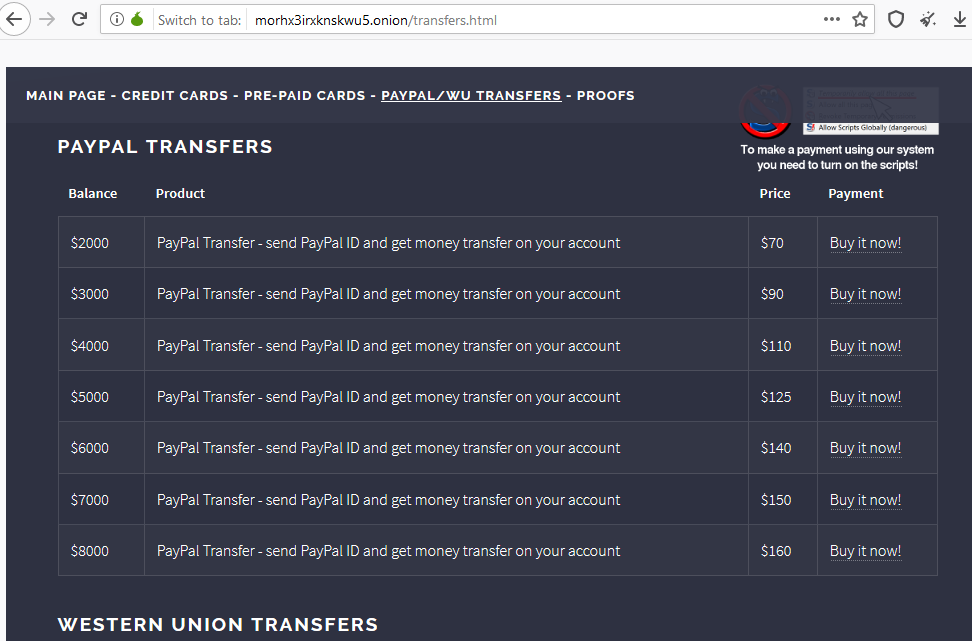 Switch to tab: morhx3irxknskwu5.onion/transfers.html
MAIN PAGE - CREDIT CARDS - PRE-PAID CARDS - PAYPAL/WU TRANSFERS - PROOFS
Allow Scripts Globally (dangerous)
To make a payment using our system
you need to turn on the scripts!
PAYPAL TRANSFERS
Balance Product Price Payment
$2000 PayPal Transfer - send PayPal ID and get money transfer on your account $70 Buy it now!
$3000 PayPal Transfer - send PayPal ID and get money transfer on your account $90 Buy it now!
$4000 PayPal Transfer - send PayPal ID and get money transfer on your account $110 Buy it now!
$5000 PayPal Transfer - send PayPal ID and get money transfer on your account $125 Buy it now!
$6000 PayPal Transfer - send PayPal ID and get money transfer on your account $140 Buy it now!
$7000 PayPal Transfer - send PayPal ID and get money transfer on your account $150 Buy it now!
$8000 PayPal Transfer - send PayPal ID and get money transfer on your account $160 Buy it now!
WESTERN UNION TRANSFERS